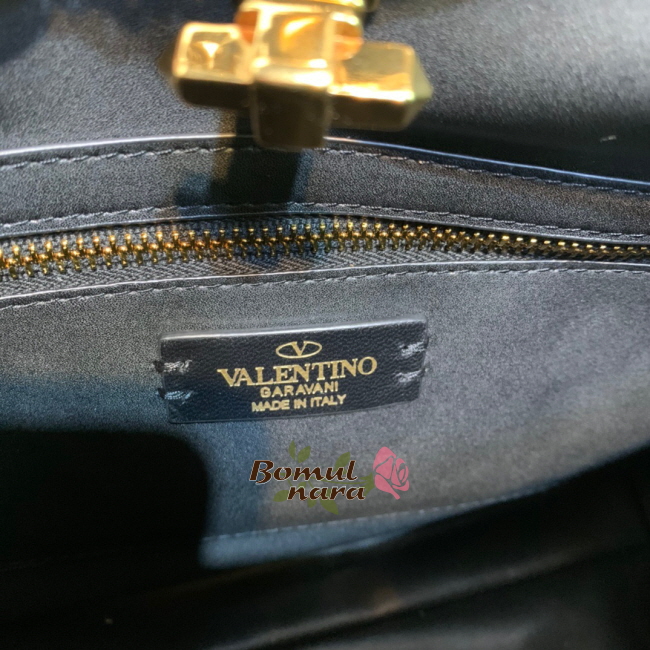 VALENTINO
GARAVANI
MADE IN ITALY
Bomul
nara